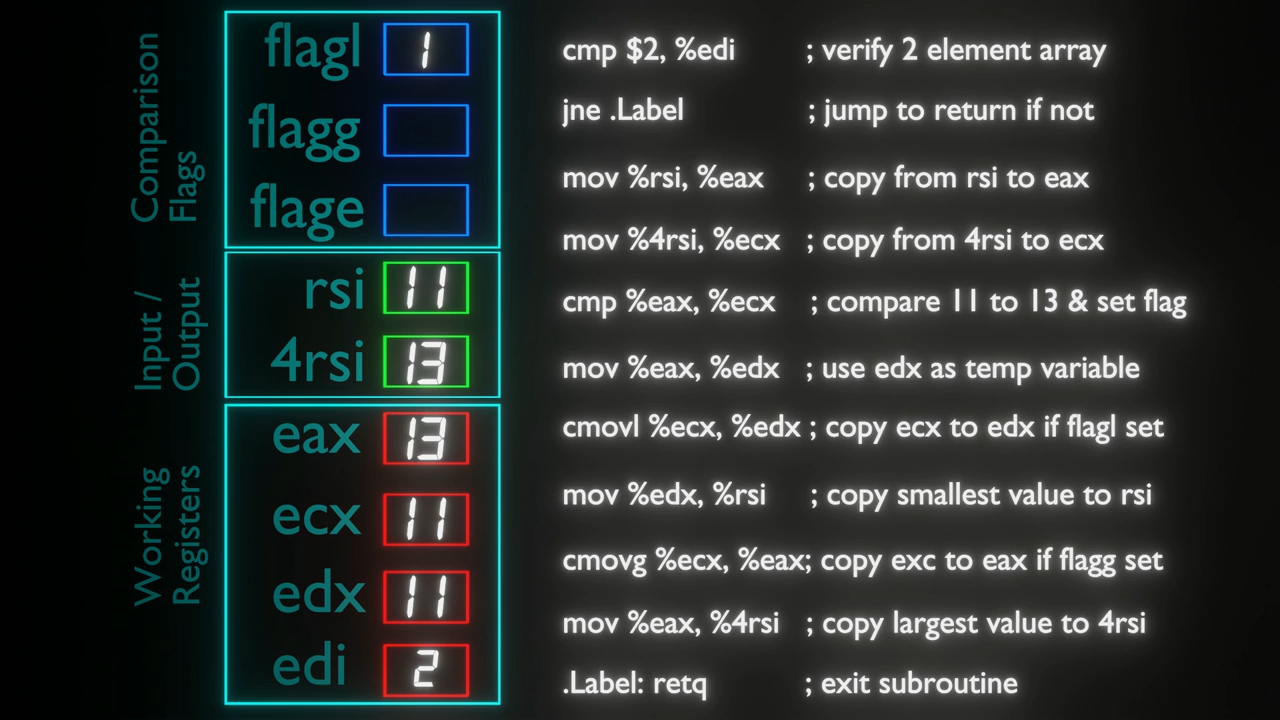 Comparison
Flags
flagl 1
flagg
flage
Input /
Output
rsi 11
4rsi 13
Working
Registers
eax 13
ecx 11
edx 11
edi 2
cmp $2, %edi ; verify 2 element array
jne .Label ; jump to return if not
mov %rsi, %eax ; copy from rsi to eax
mov %4rsi, %ecx ; copy from 4rsi to ecx
cmp %eax, %ecx ; compare 11 to 13 & set flag
mov %eax, %edx ; use edx as temp variable
cmovl %ecx, %edx ; copy ecx to edx if flagl set
mov %edx, %rsi ; copy smallest value to rsi
cmovg %ecx, %eax; copy exc to eax if flagg set
mov %eax, %4rsi ; copy largest value to 4rsi
.Label: retq ; exit subroutine